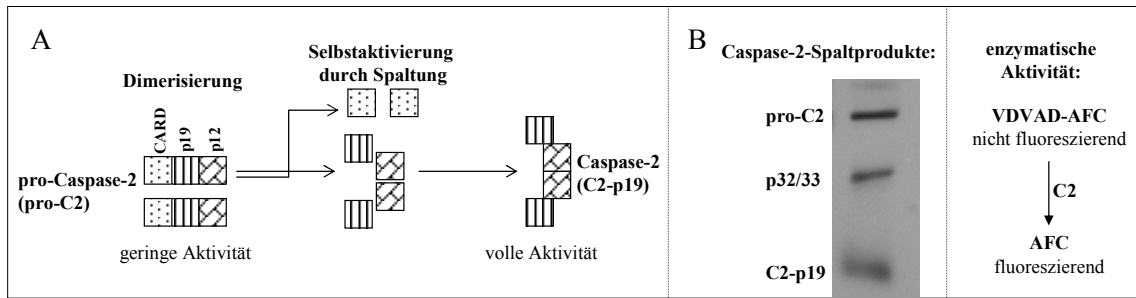 A
Dimerisierung
CARD
p19
p12
pro-Caspase-2
(pro-C2)
geringe Aktivität
Selbstaktivierung
durch Spaltung
Caspase-2
(C2-p19)
volle Aktivität
B
Caspase-2-Spaltprodukte:
pro-C2
p32/33
C2-p19
enzymatische
Aktivität:
VDVAD-AFC
nicht fluoreszierend
C2
AFC
fluoreszierend